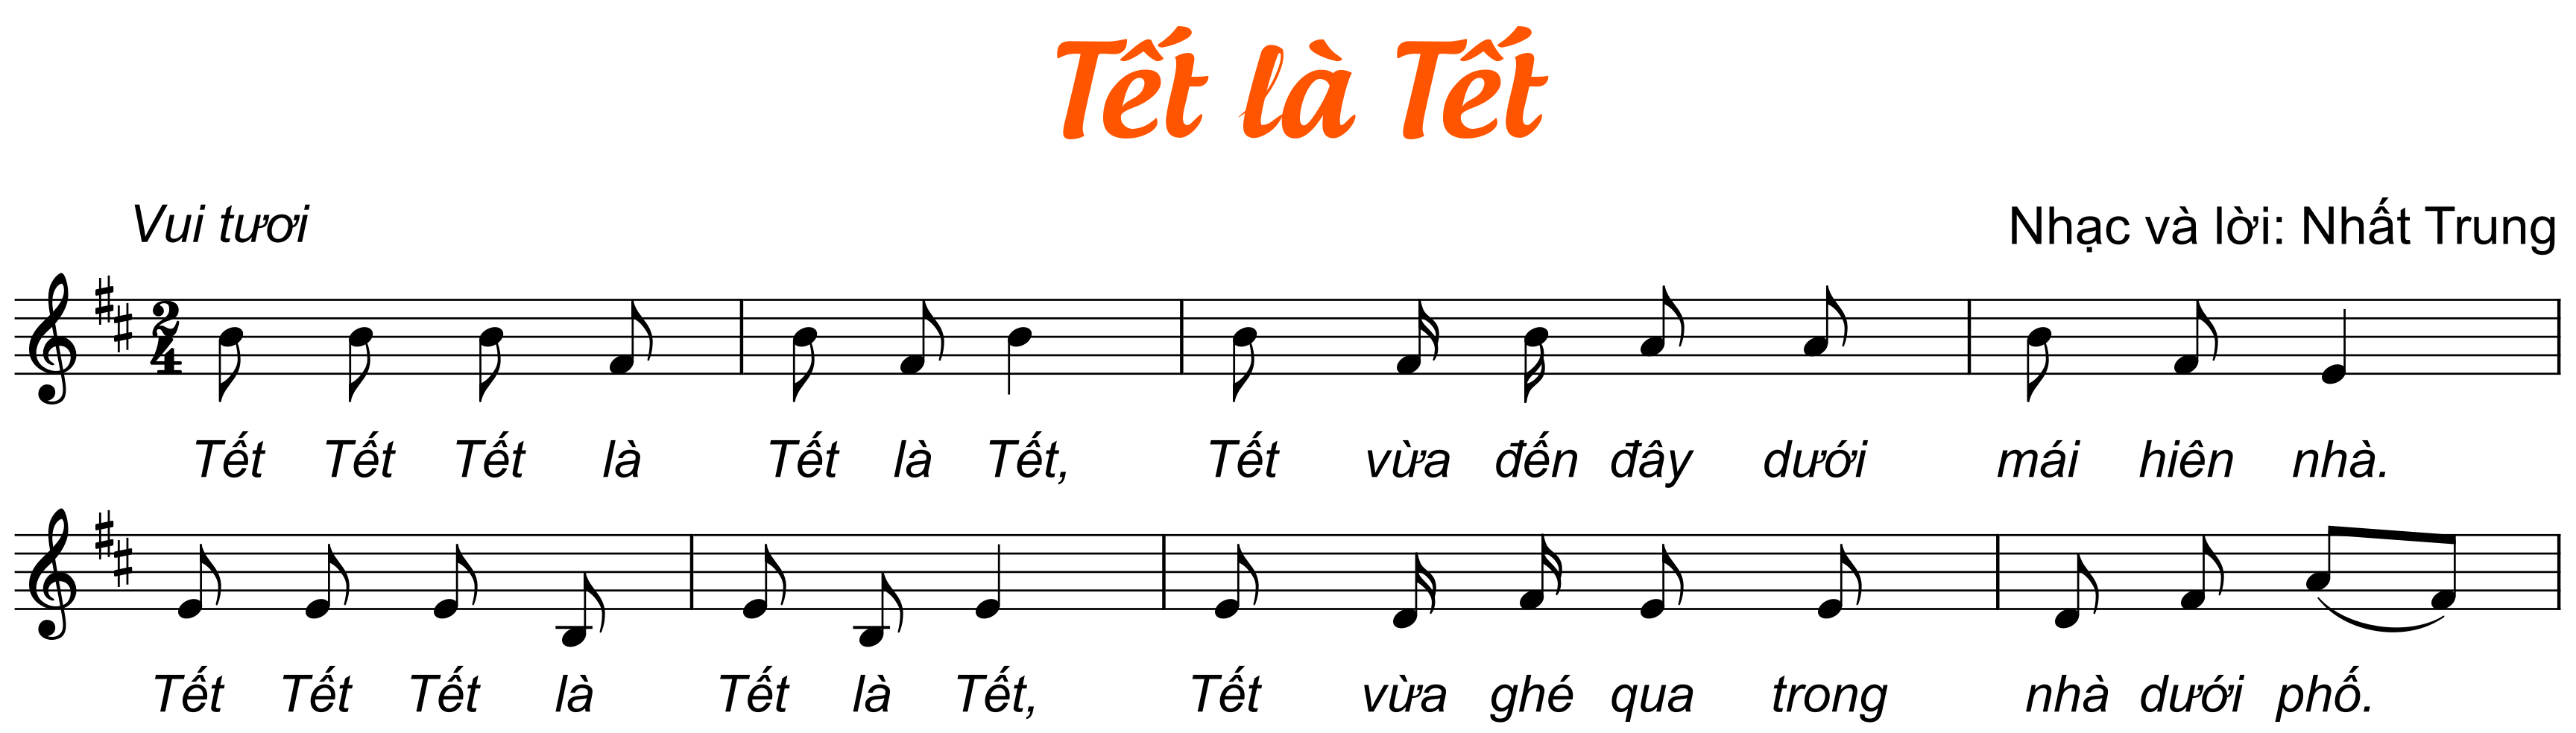 Tết là Tết
Vui tươi
Nhạc và lời: Nhất Trung
2
4
Tết Tết Tết là Tết là Tết, Tết vừa đến đây dưới mái hiên nhà.
Tết Tết Tết là Tết là Tết, Tết vừa ghé qua trong nhà dưới phố.